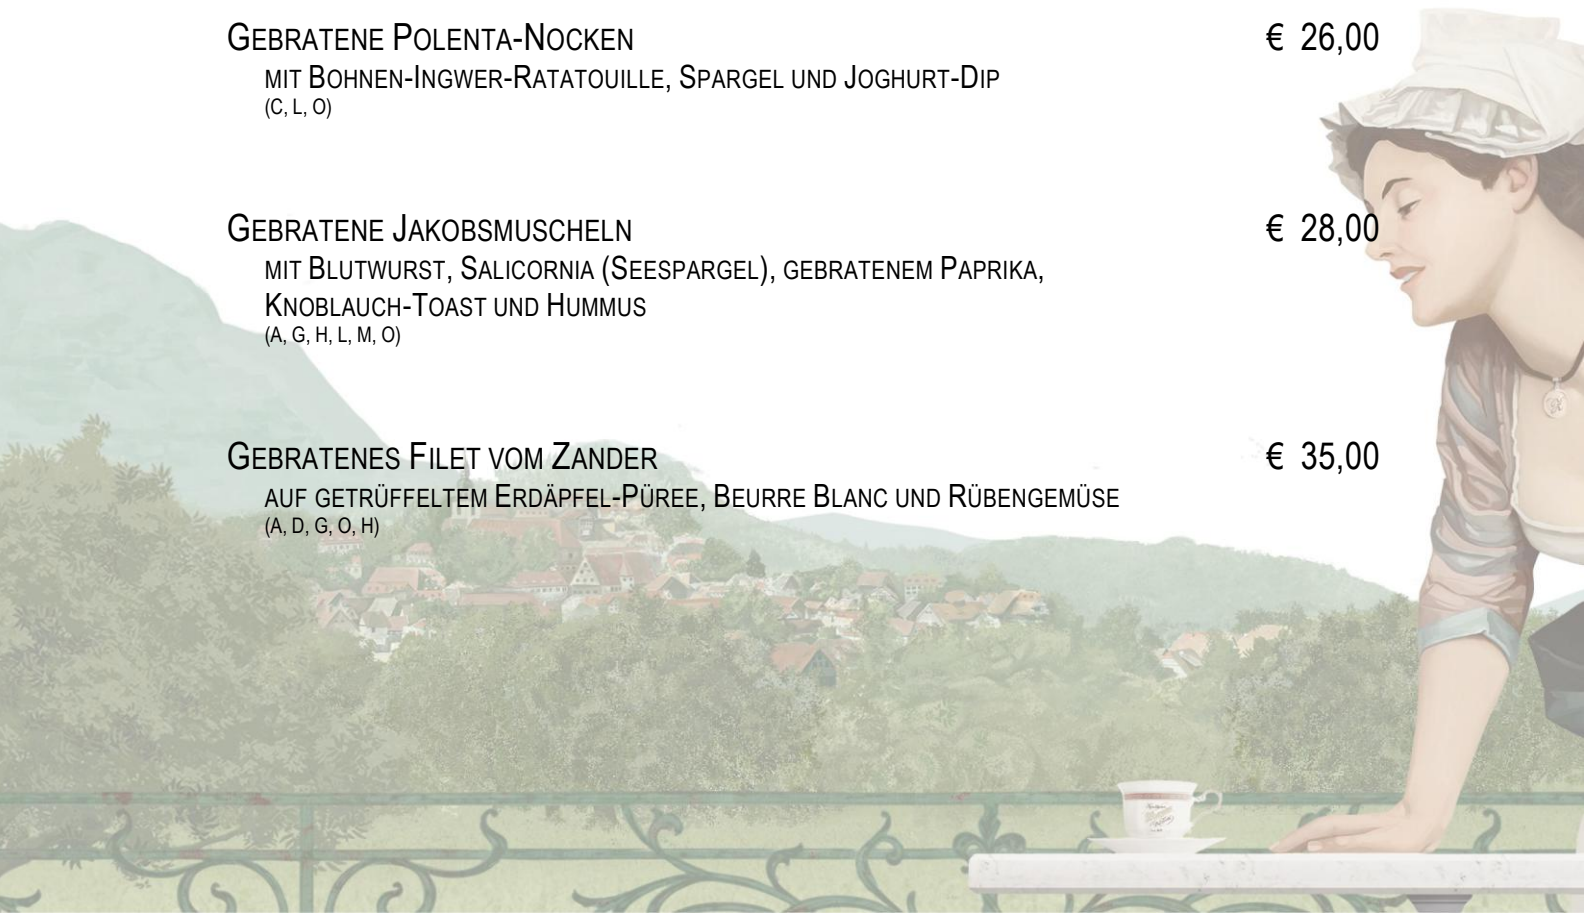 Gebratene Polenta-Nocken € 26,00
mit Bohnen-Ingwer-Ratatouille, Spargel und Joghurt-Dip
(C, L, O)
Gebratene Jakobsmuscheln € 28,00
mit Blutwurst, Salicornia (Seespargel), gebratenem Paprika,
Knoblauch-Toast und Hummus
(A, G, H, L, M, O)
Gebratenes Filet vom Zander € 35,00
auf getrüffeltem Erdäpfel-Püree, Beurre Blanc und Rübengemüse
(A, D, G, O, H)